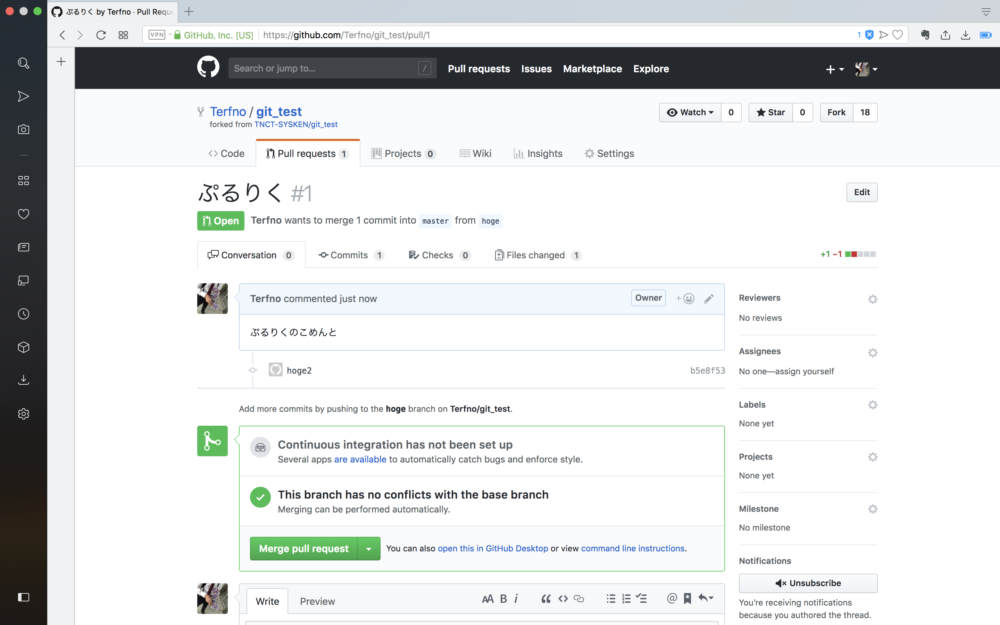 ぷるりく by Terfno · Pull Reque
VPN GitHub, Inc. [US] https://github.com/Terfno/git_test/pull/1 1
Search or jump to... / Pull requests Issues Marketplace Explore
Terfno / git_test Watch 0 Star 0 Fork 18
forked from TNCT-SYSKEN/git_test
Code Pull requests 1 Projects 0 Wiki Insights Settings
ぷるりく #1 Edit
Open Terfno wants to merge 1 commit into master from hoge
Conversation 0 Commits 1 Checks 0 Files changed 1 +1 −1
Terfno commented just now Owner
ぷるりくのこめんと
hoge2 b5e8f53
Add more commits by pushing to the hoge branch on Terfno/git_test.
Continuous integration has not been set up
Several apps are available to automatically catch bugs and enforce style.
This branch has no conflicts with the base branch
Merging can be performed automatically.
Merge pull request You can also open this in GitHub Desktop or view command line instructions.
Write Preview
Reviewers
No reviews
Assignees
No one—assign yourself
Labels
None yet
Projects
None yet
Milestone
No milestone
Notifications
Unsubscribe
You're receiving notifications
because you authored the thread.